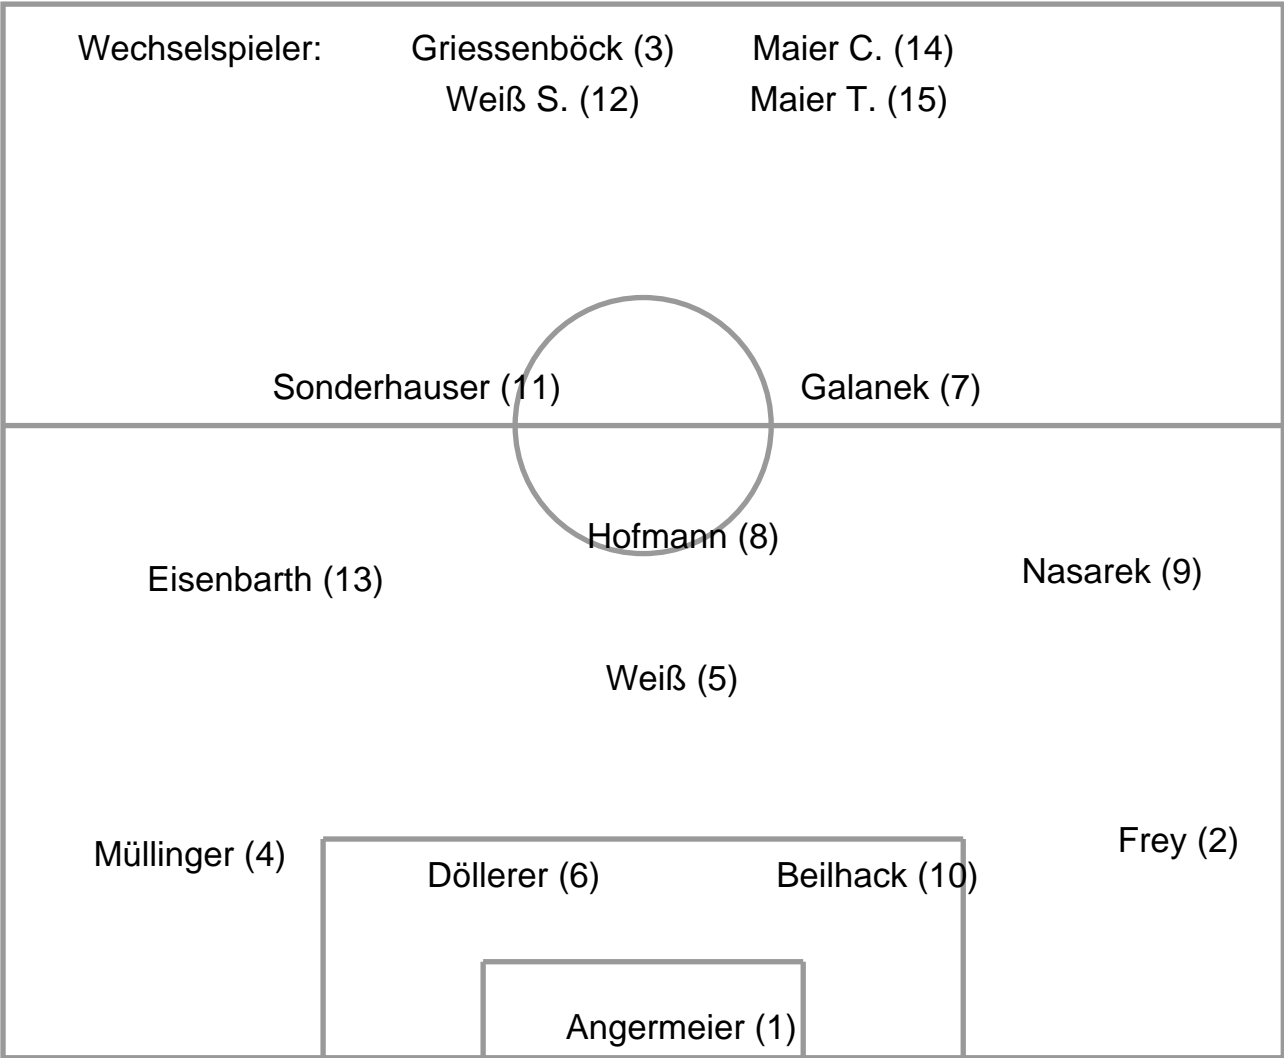 Wechselspieler: Griessenböck (3) Maier C. (14)
Weiß S. (12) Maier T. (15)
Sonderhauser (11) Galanek (7)
Hofmann (8)
Eisenbarth (13) Nasarek (9)
Weiß (5)
Müllinger (4) Frey (2)
Döllerer (6) Beilhack (10)
Angermeier (1)